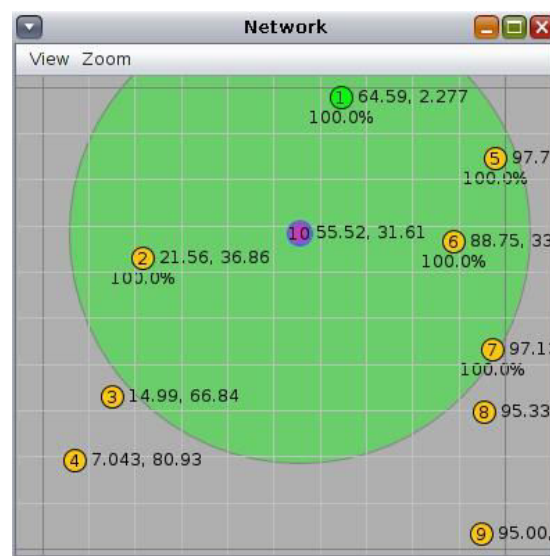 Network
View Zoom
1 64.59, 2.277
100.0%
5 97.7
100.0%
10 55.52, 31.61
6 88.75, 33
100.0%
2 21.56, 36.86
100.0%
7 97.1
100.0%
3 14.99, 66.84
8 95.33
4 7.043, 80.93
9 95.00,